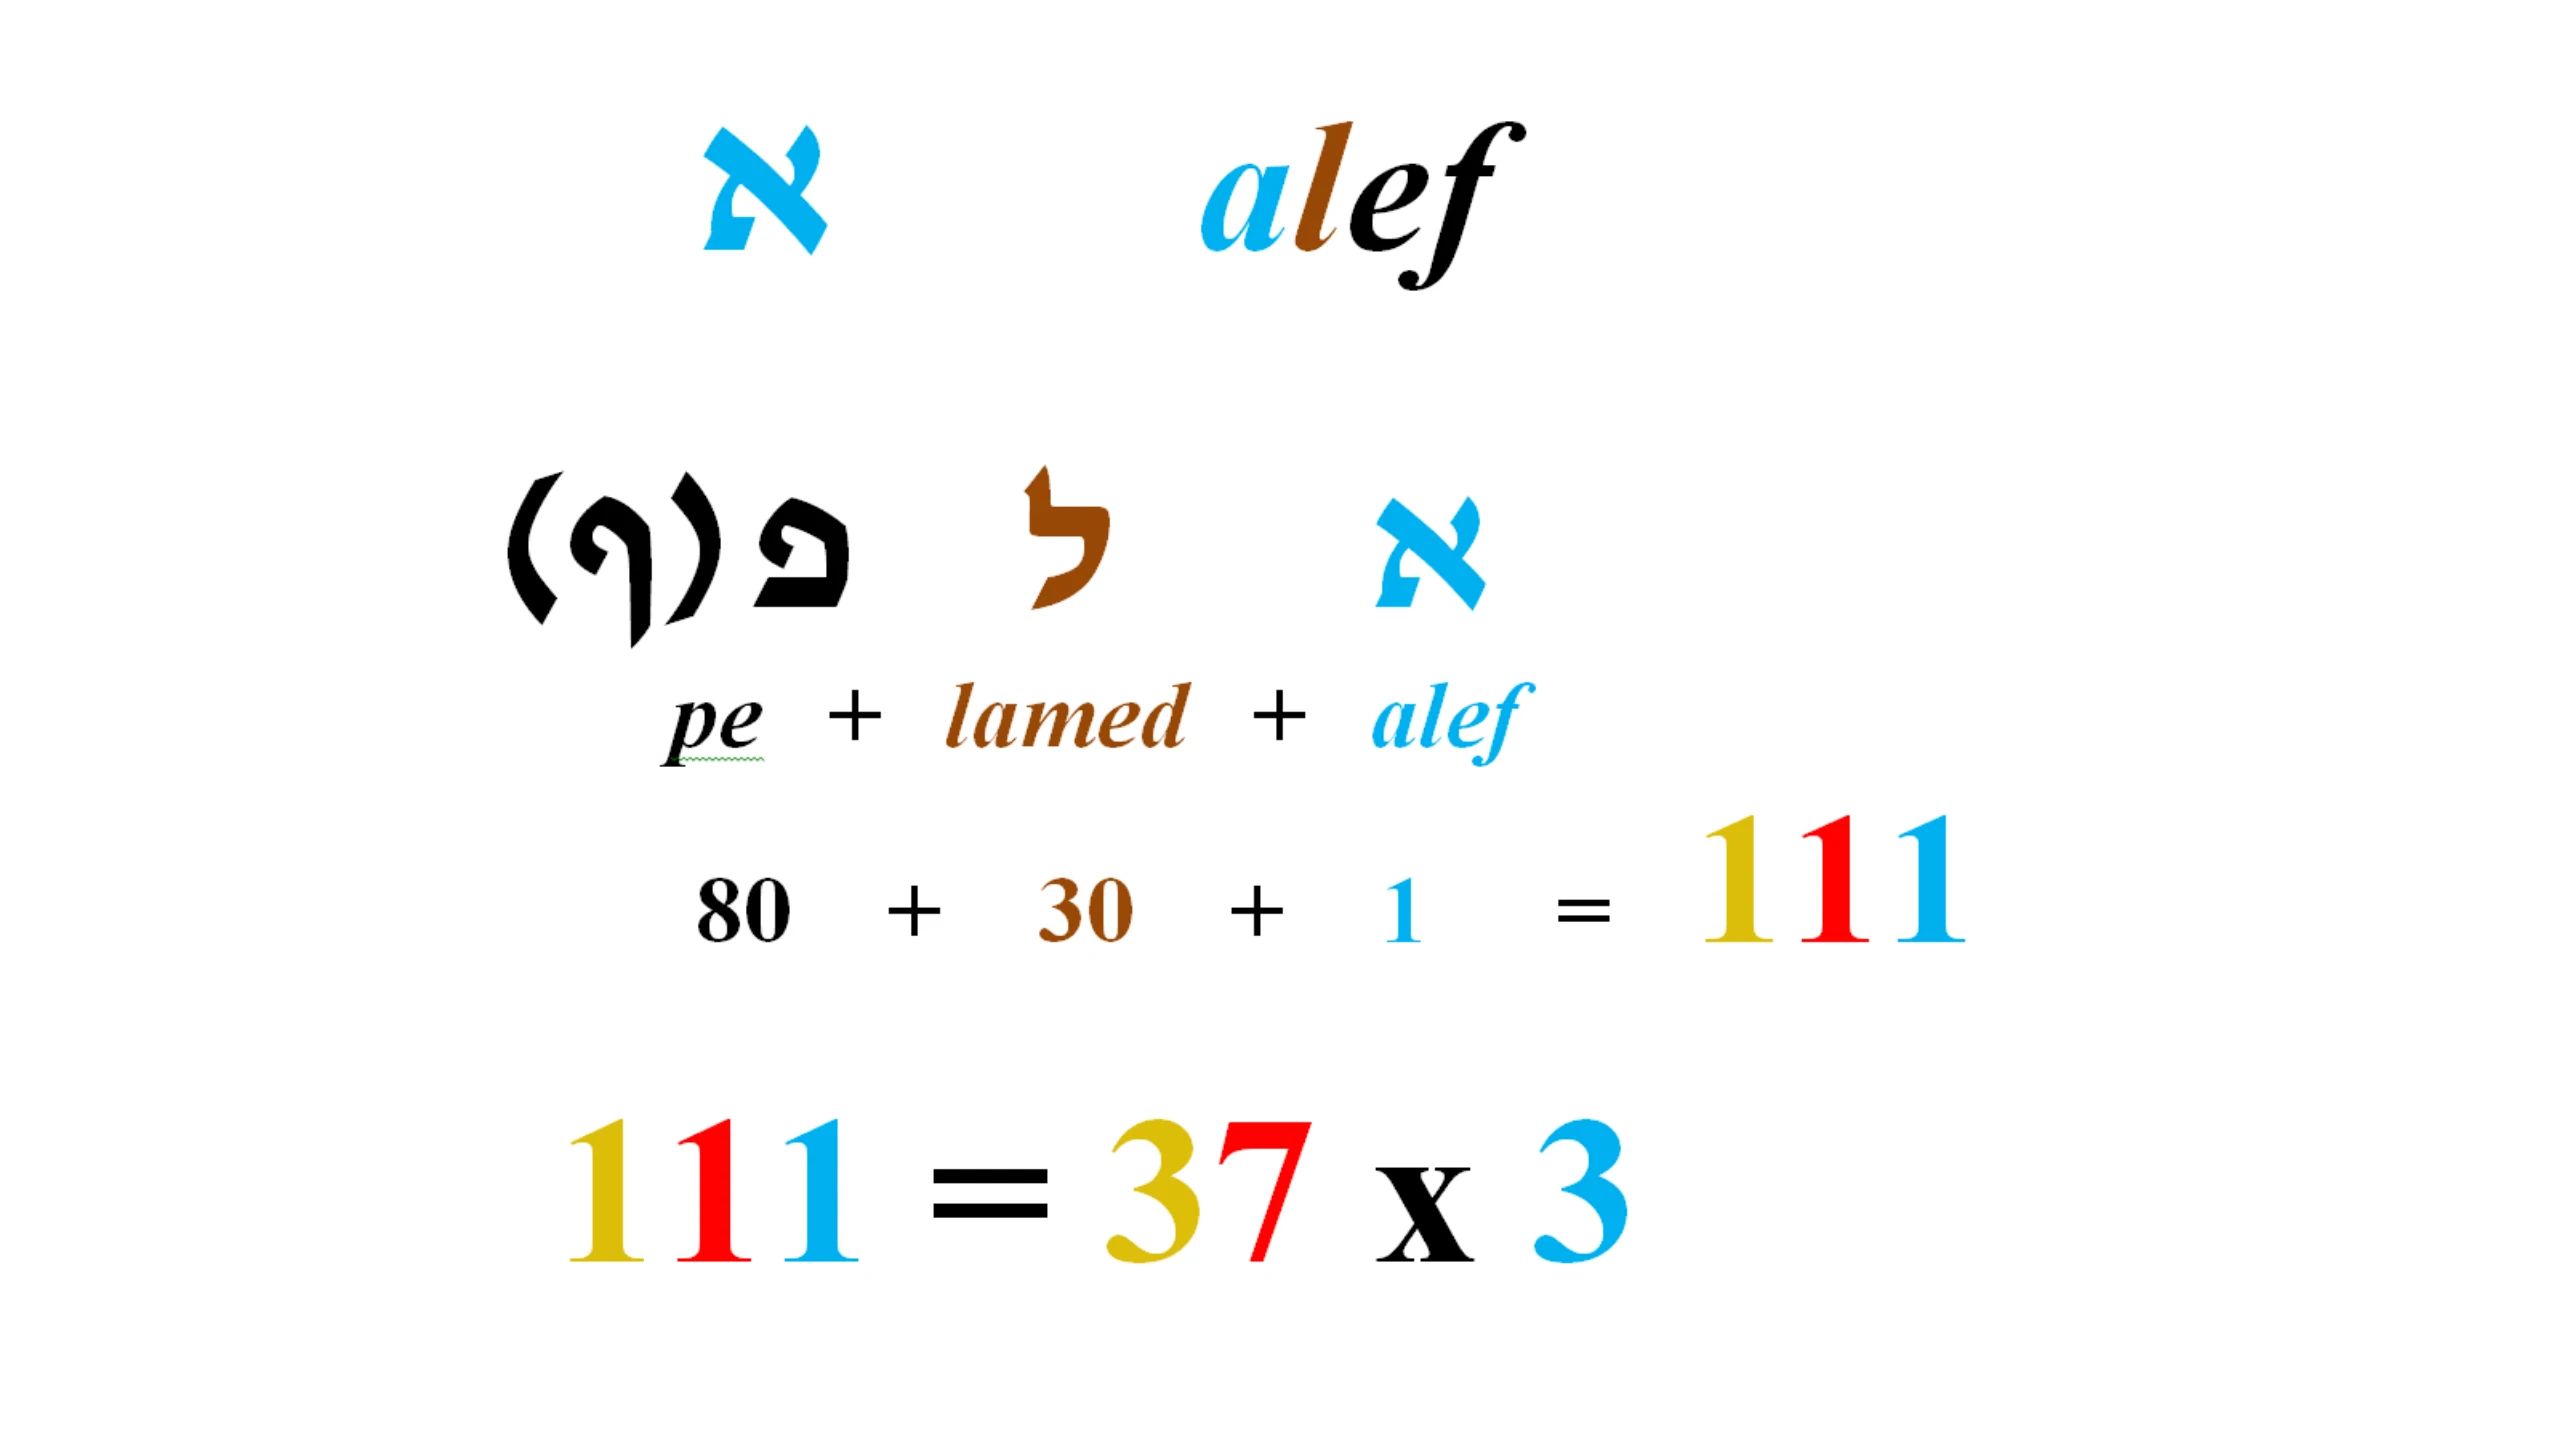 א alef
א ל פ(ף)
pe + lamed + alef
80 + 30 + 1 = 111
111 = 37 x 3